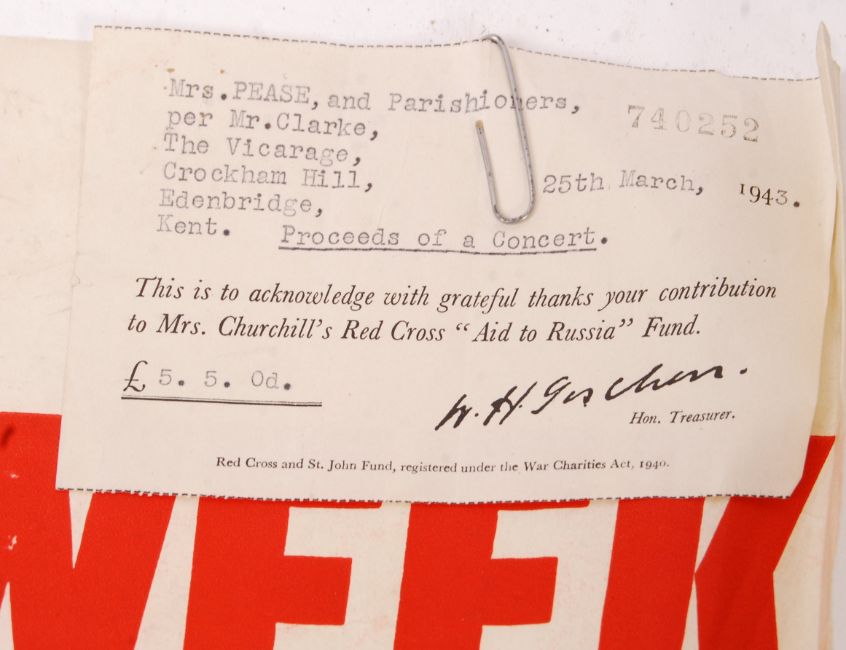 Mrs.PEASE, and Parishioners,
740252
per Mr.Clarke,
The Vicarage,
Crockham Hill,
25th March, 1943.
Edenbridge,
Kent. Proceeds of a Concert.
This is to acknowledge with grateful thanks your contribution
to Mrs. Churchill's Red Cross "Aid to Russia" Fund.
£ 5. 5. 0d.
W. H. Goschen.
Hon. Treasurer.
Red Cross and St. John Fund, registered under the War Charities Act, 1940.
WEEK